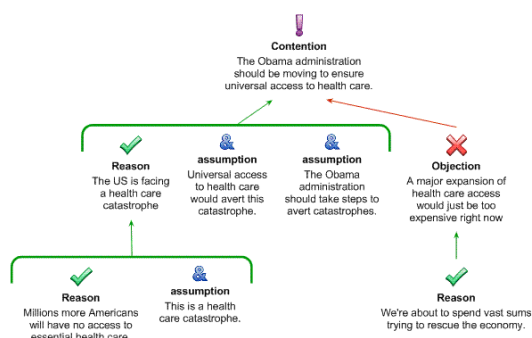 Contention
The Obama administration
should be moving to ensure
universal access to health care.
Reason
The US is facing
a health care
catastrophe
assumption
Universal access
to health care
would avert this
catastrophe.
assumption
The Obama
administration
should take steps to
avert catastrophes.
Objection
A major expansion of
health care access
would just be too
expensive right now
Reason
Millions more Americans
will have no access to
essential health care
assumption
This is a health
care catastrophe.
Reason
We're about to spend vast sums
trying to rescue the economy.